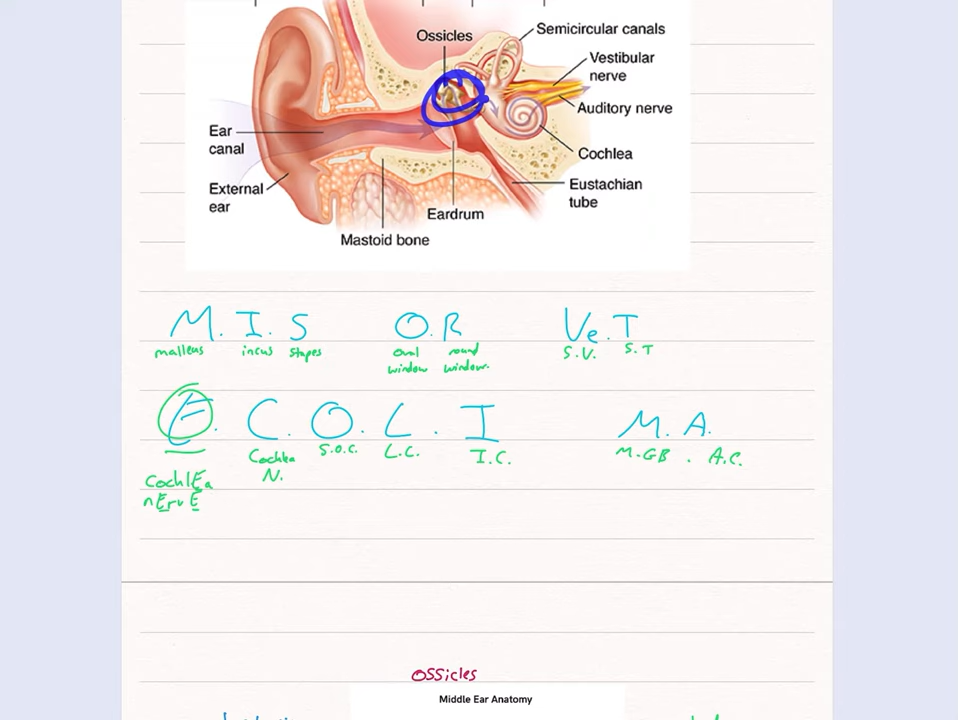 Ossicles
Semicircular canals
Vestibular
nerve
Auditory nerve
Ear
canal
Cochlea
External
ear
Eustachian
tube
Eardrum
Mastoid bone
M. I. S O. R Ve. T
malleus incus stapes oval window round window. S.V. S.T
E. C. O. L. I M. A.
Cochlea N. S.O.C. L.C. I.C. M.GB. A.C.
CochlEa
nErvE
Ossicles
Middle Ear Anatomy